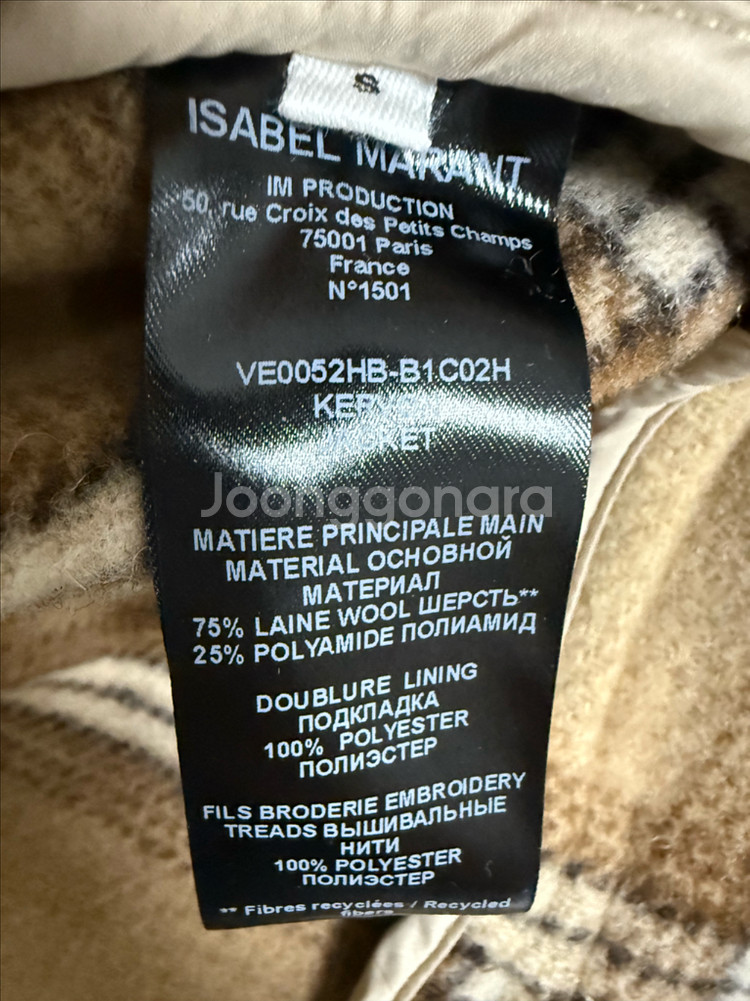 S
ISABEL MARANT
IM PRODUCTION
50, rue Croix des Petits Champs
75001 Paris
France
N°1501
VE0052HB-B1C02H
JACKET
Joonggonara
MATIERE PRINCIPALE MAIN
MATERIAL ОСНОВНОЙ
МАТЕРИАЛ
75% LAINE WOOL ШЕРСТЬ**
25% POLYAMIDE ПОЛИАМИД
DOUBLURE LINING
ПОДКЛАДКА
100% POLYESTER
ПОЛИЭСТЕР
FILS BRODERIE EMBROIDERY
TREADS ВЫШИВАЛЬНЫЕ
НИТИ
100% POLYESTER
ПОЛИЭСТЕР
** Fibres recyclées / Recycled
fibers